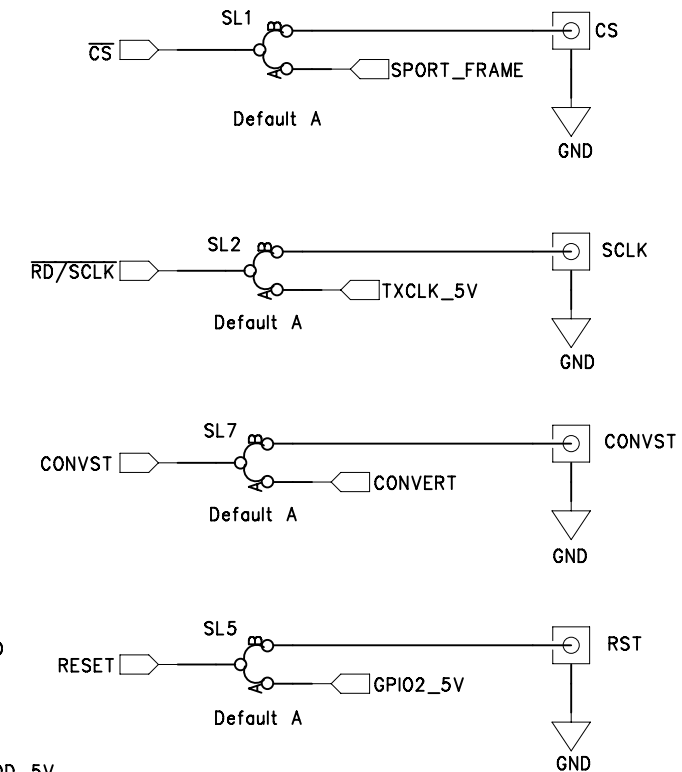 SL1
B
CS
CS
A
SPORT_FRAME
Default A
GND
SL2
B
SCLK
RD/SCLK
A
TXCLK_5V
Default A
GND
SL7
B
CONVST
CONVST
A
CONVERT
Default A
GND
SL5
B
RST
RESET
A
GPIO2_5V
Default A
GND